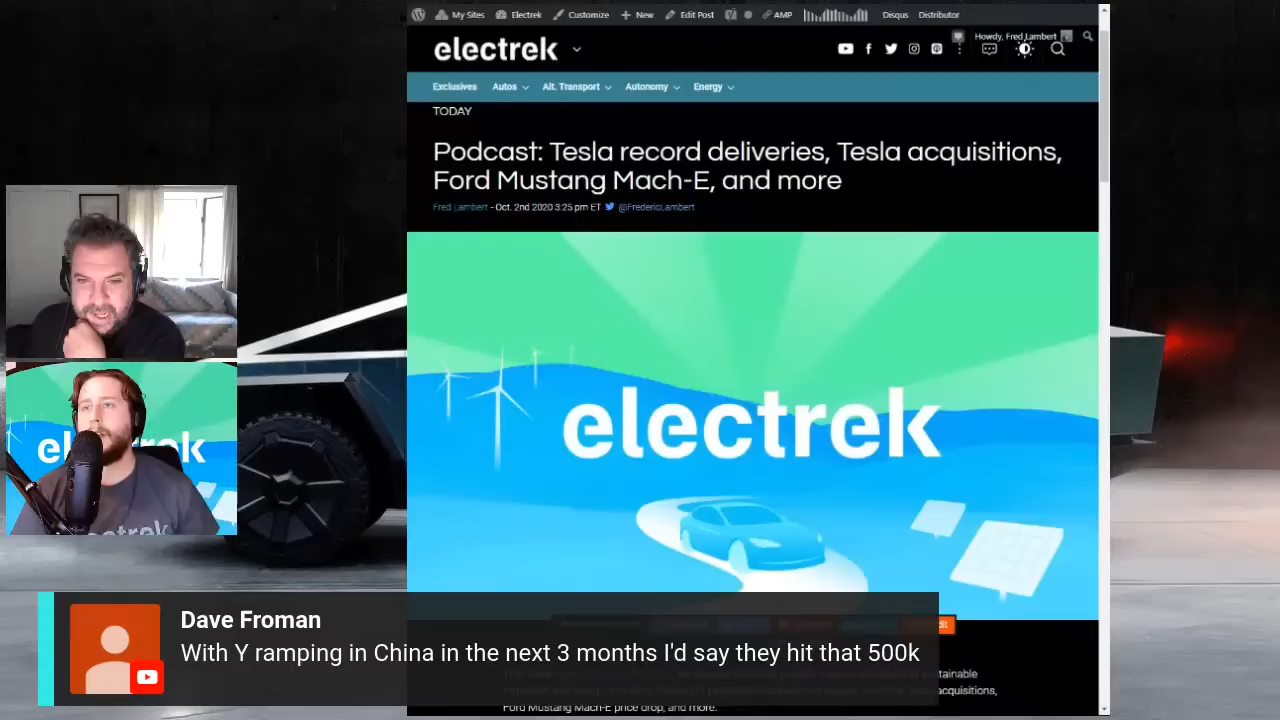 My Sites
Electrek
Customize
New
Edit Post
AMP
Disqus
Distributor
electrek
Howdy, Fred Lambert
Exclusives
Autos
Alt. Transport
Autonomy
Energy
TODAY
Podcast: Tesla record deliveries, Tesla acquisitions,
Ford Mustang Mach-E, and more
Fred Lambert - Oct. 2nd 2020 3:25 pm ET @FredericLambert
electrek
electrek
Dave Froman
With Y ramping in China in the next 3 months I'd say they hit that 500k
acquisitions,
Ford Mustang Mach-E price drop, and more.